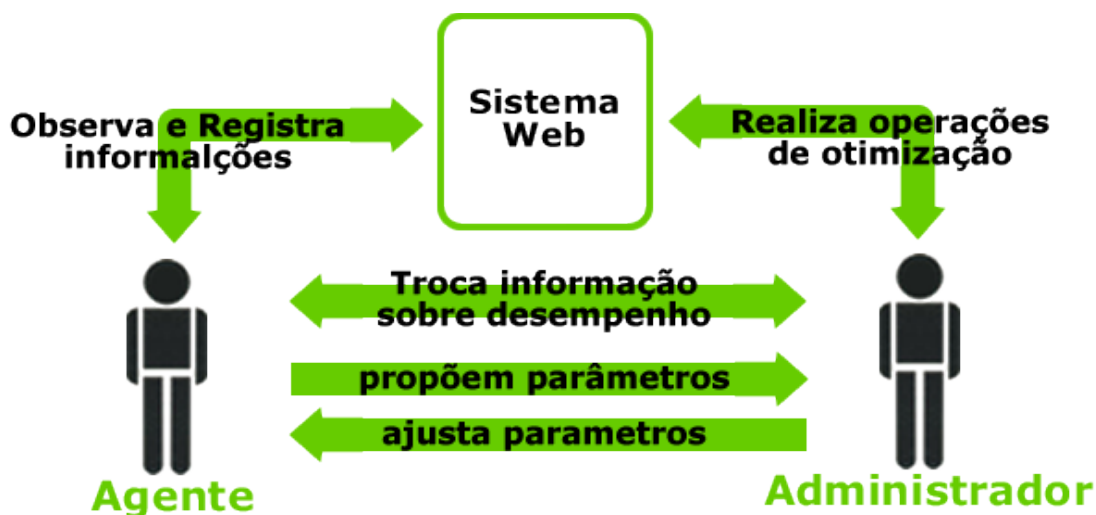 Sistema
Web
Observa e Registra
informalções
Realiza operações
de otimização
Troca informação
sobre desempenho
propõem parâmetros
ajusta parametros
Agente
Administrador